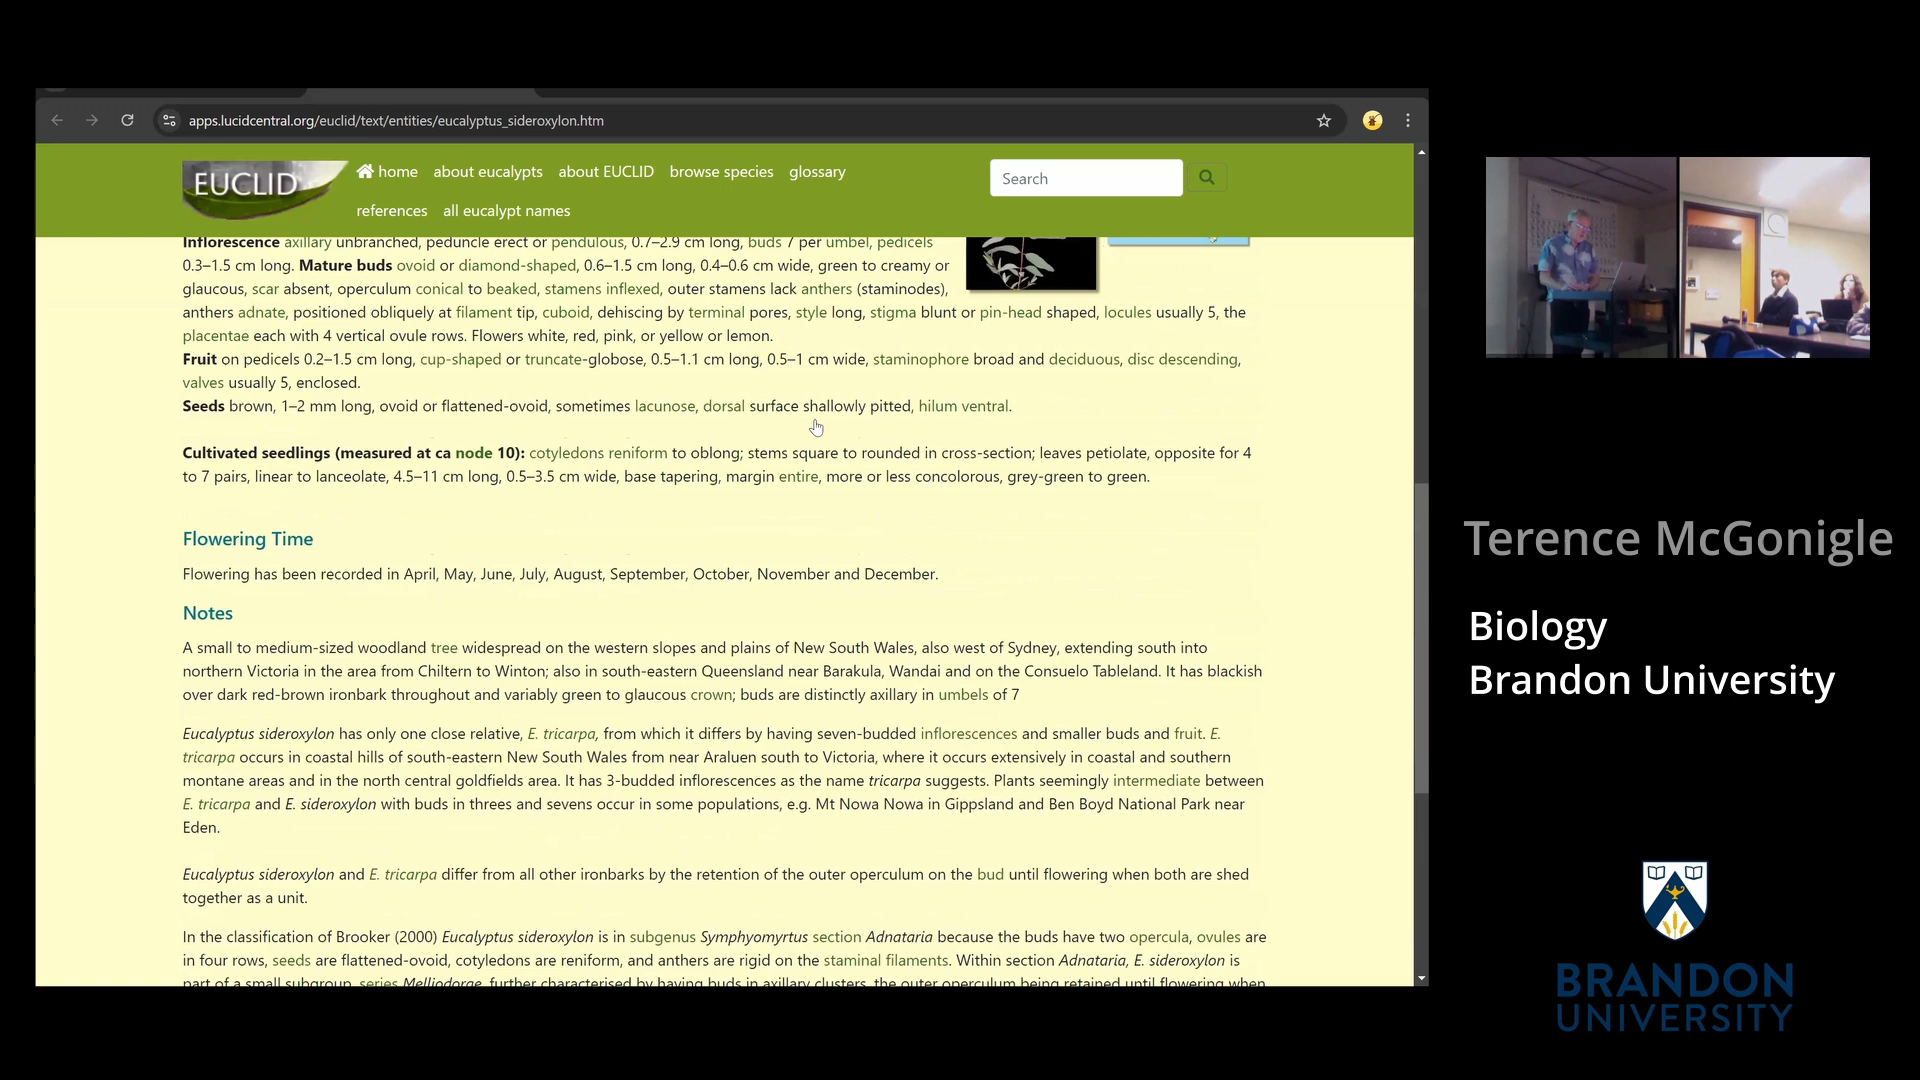 apps.lucidcentral.org/euclid/text/entities/eucalyptus_sideroxylon.htm
EUCLID
home about eucalypts about EUCLID browse species glossary
references all eucalypt names
Search
Inflorescence axillary unbranched, peduncle erect or pendulous, 0.7–2.9 cm long, buds 7 per umbel, pedicels
0.3–1.5 cm long. Mature buds ovoid or diamond-shaped, 0.6–1.5 cm long, 0.4–0.6 cm wide, green to creamy or
glaucous, scar absent, operculum conical to beaked, stamens inflexed, outer stamens lack anthers (staminodes),
anthers adnate, positioned obliquely at filament tip, cuboid, dehiscing by terminal pores, style long, stigma blunt or pin-head shaped, locules usually 5, the
placentae each with 4 vertical ovule rows. Flowers white, red, pink, or yellow or lemon.
Fruit on pedicels 0.2–1.5 cm long, cup-shaped or truncate-globose, 0.5–1.1 cm long, 0.5–1 cm wide, staminophore broad and deciduous, disc descending,
valves usually 5, enclosed.
Seeds brown, 1–2 mm long, ovoid or flattened-ovoid, sometimes lacunose, dorsal surface shallowly pitted, hilum ventral.
Cultivated seedlings (measured at ca node 10): cotyledons reniform to oblong; stems square to rounded in cross-section; leaves petiolate, opposite for 4
to 7 pairs, linear to lanceolate, 4.5–11 cm long, 0.5–3.5 cm wide, base tapering, margin entire, more or less concolorous, grey-green to green.
Flowering Time
Flowering has been recorded in April, May, June, July, August, September, October, November and December.
Notes
A small to medium-sized woodland tree widespread on the western slopes and plains of New South Wales, also west of Sydney, extending south into
northern Victoria in the area from Chiltern to Winton; also in south-eastern Queensland near Barakula, Wandai and on the Consuelo Tableland. It has blackish
over dark red-brown ironbark throughout and variably green to glaucous crown; buds are distinctly axillary in umbels of 7
Eucalyptus sideroxylon has only one close relative, E. tricarpa, from which it differs by having seven-budded inflorescences and smaller buds and fruit. E.
tricarpa occurs in coastal hills of south-eastern New South Wales from near Araluen south to Victoria, where it occurs extensively in coastal and southern
montane areas and in the north central goldfields area. It has 3-budded inflorescences as the name tricarpa suggests. Plants seemingly intermediate between
E. tricarpa and E. sideroxylon with buds in threes and sevens occur in some populations, e.g. Mt Nowa Nowa in Gippsland and Ben Boyd National Park near
Eden.
Eucalyptus sideroxylon and E. tricarpa differ from all other ironbarks by the retention of the outer operculum on the bud until flowering when both are shed
together as a unit.
In the classification of Brooker (2000) Eucalyptus sideroxylon is in subgenus Symphyomyrtus section Adnataria because the buds have two opercula, ovules are
in four rows, seeds are flattened-ovoid, cotyledons are reniform, and anthers are rigid on the staminal filaments. Within section Adnataria, E. sideroxylon is
part of a small subgroup, series Melliodorae, further characterised by having buds in axillary clusters, the outer operculum being retained until flowering when
Terence McGonigle
Biology
Brandon University
BRANDON
UNIVERSITY